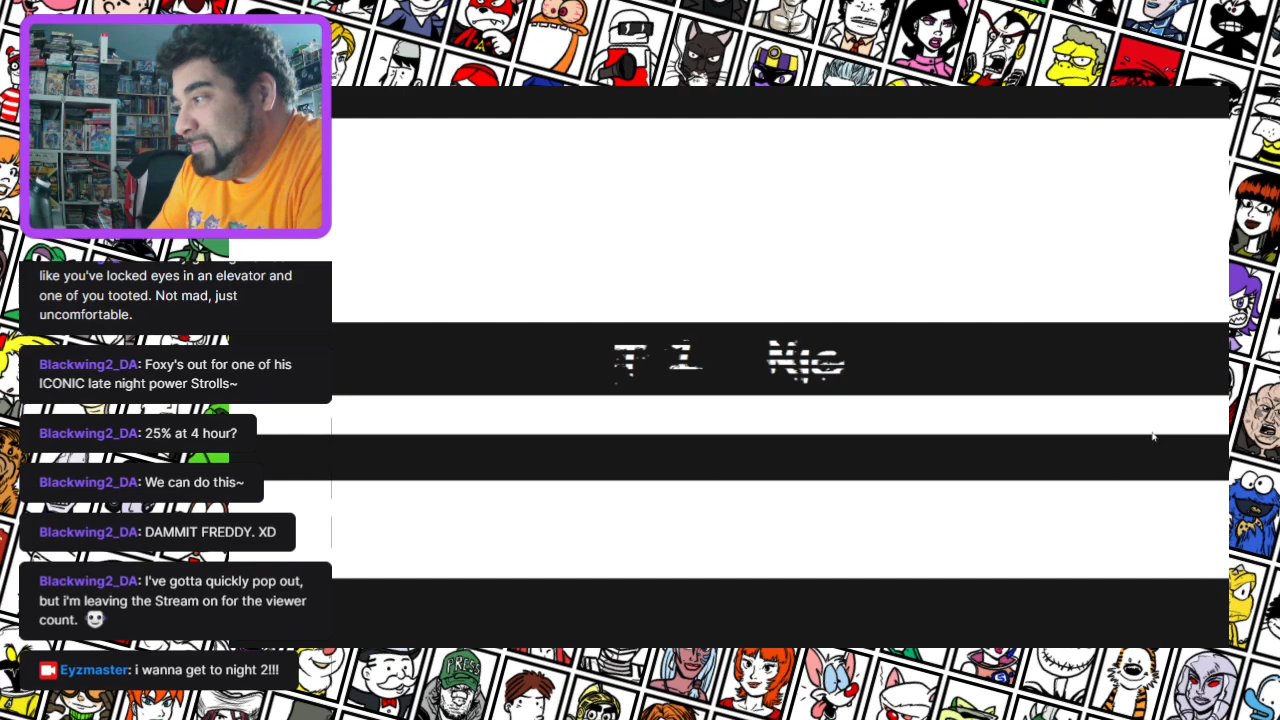 like you've locked eyes in an elevator and
one of you tooted. Not mad, just
uncomfortable.
Blackwing2_DA: Foxy's out for one of his
ICONIC late night power Strolls~
Blackwing2_DA: 25% at 4 hour?
Blackwing2_DA: We can do this~
Blackwing2_DA: DAMMIT FREDDY. XD
Blackwing2_DA: I've gotta quickly pop out,
but i'm leaving the Stream on for the viewer
count.
Eyzmaster: i wanna get to night 2!!!
PRESS